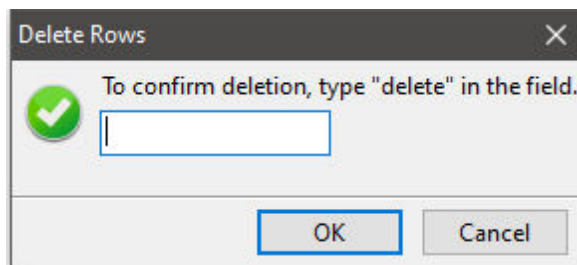 Delete Rows
To confirm deletion, type "delete" in the field.
OK
Cancel